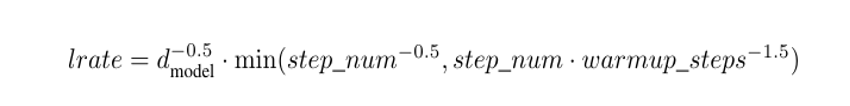 lrate = d_model^−0.5 · min(step_num^−0.5, step_num · warmup_steps^−1.5)